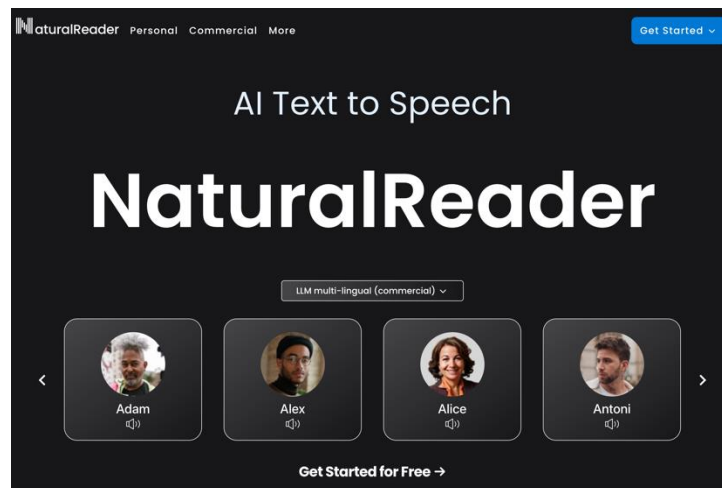 NaturalReader Personal Commercial More Get Started
AI Text to Speech
NaturalReader
LLM multi-lingual (commercial)
Adam Alex Alice Antoni
Get Started for Free →